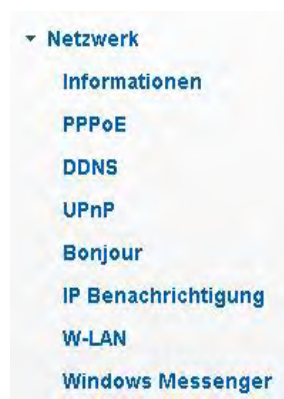 Netzwerk
Informationen
PPPoE
DDNS
UPnP
Bonjour
IP Benachrichtigung
W-LAN
Windows Messenger